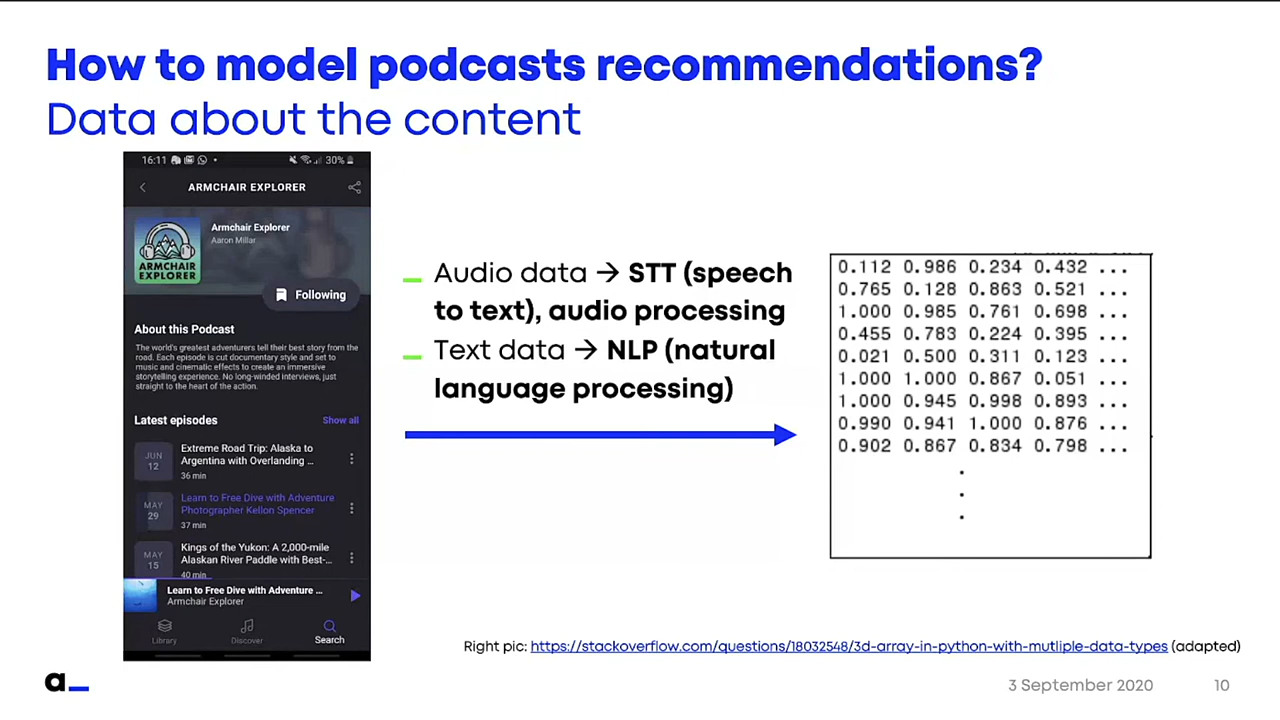 How to model podcasts recommendations?
Data about the content
16:11
30%
ARMCHAIR EXPLORER
Armchair Explorer
Aaron Millar
ARMCHAIR
EXPLORER
Following
About this Podcast
The world's greatest adventurers tell their best story from the
road. Each episode is cut documentary style and set to
music and cinematic effects to create an immersive
storytelling experience. No long-winded interviews, just
straight to the heart of the action.
Latest episodes
Show all
JUN
12
Extreme Road Trip: Alaska to
Argentina with Overlanding ...
36 min
MAY
29
Learn to Free Dive with Adventure
Photographer Kellon Spencer
37 min
MAY
15
Kings of the Yukon: A 2,000-mile
Alaskan River Paddle with Best-...
40 min
Learn to Free Dive with Adventure ...
Armchair Explorer
Library
Discover
Search
Audio data → STT (speech
to text), audio processing
Text data → NLP (natural
language processing)
0.112 0.986 0.234 0.432 ...
0.765 0.128 0.863 0.521 ...
1.000 0.985 0.761 0.698 ...
0.455 0.783 0.224 0.395 ...
0.021 0.500 0.311 0.123 ...
1.000 1.000 0.867 0.051 ...
1.000 0.945 0.998 0.893 ...
0.990 0.941 1.000 0.876 ...
0.902 0.867 0.834 0.798 ...
.
.
.
Right pic: https://stackoverflow.com/questions/18032548/3d-array-in-python-with-mutliple-data-types (adapted)
a_
3 September 2020
10